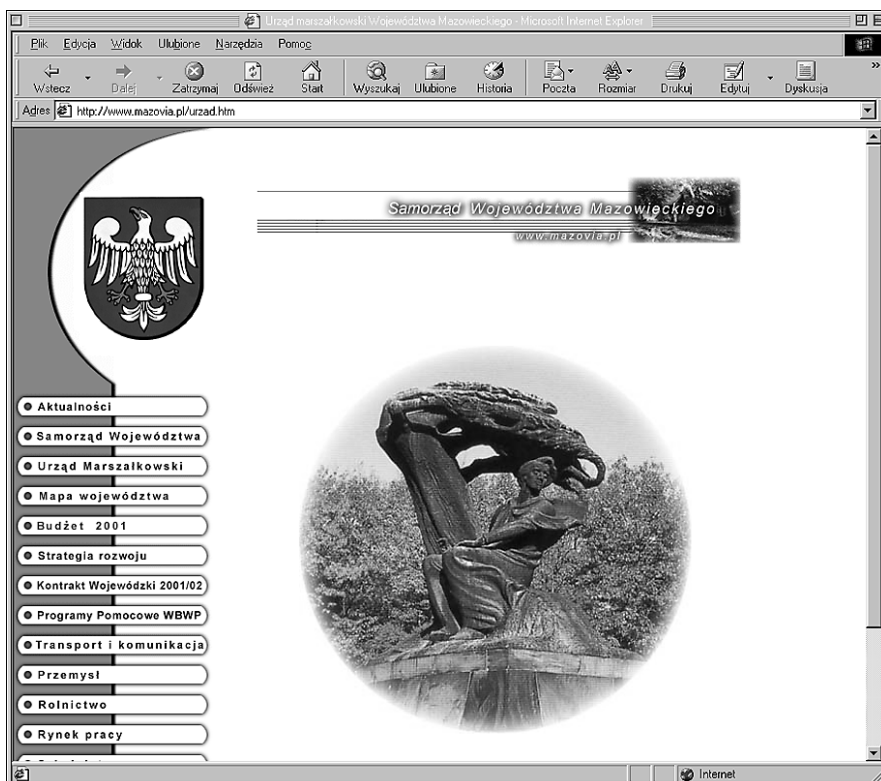 Urząd marszałkowski Województwa Mazowieckiego - Microsoft Internet Explorer
Plik Edycja Widok Ulubione Narzędzia Pomoc
Wstecz Dalej Zatrzymaj Odśwież Start Wyszukaj Ulubione Historia Poczta Rozmiar Drukuj Edytuj Dyskusja
Adres http://www.mazovia.pl/urzad.htm
Samorząd Województwa Mazowieckiego
www.mazovia.pl
Aktualności
Samorząd Województwa
Urząd Marszałkowski
Mapa województwa
Budżet 2001
Strategia rozwoju
Kontrakt Wojewódzki 2001/02
Programy Pomocowe WBWP
Transport i komunikacja
Przemysł
Rolnictwo
Rynek pracy
Internet